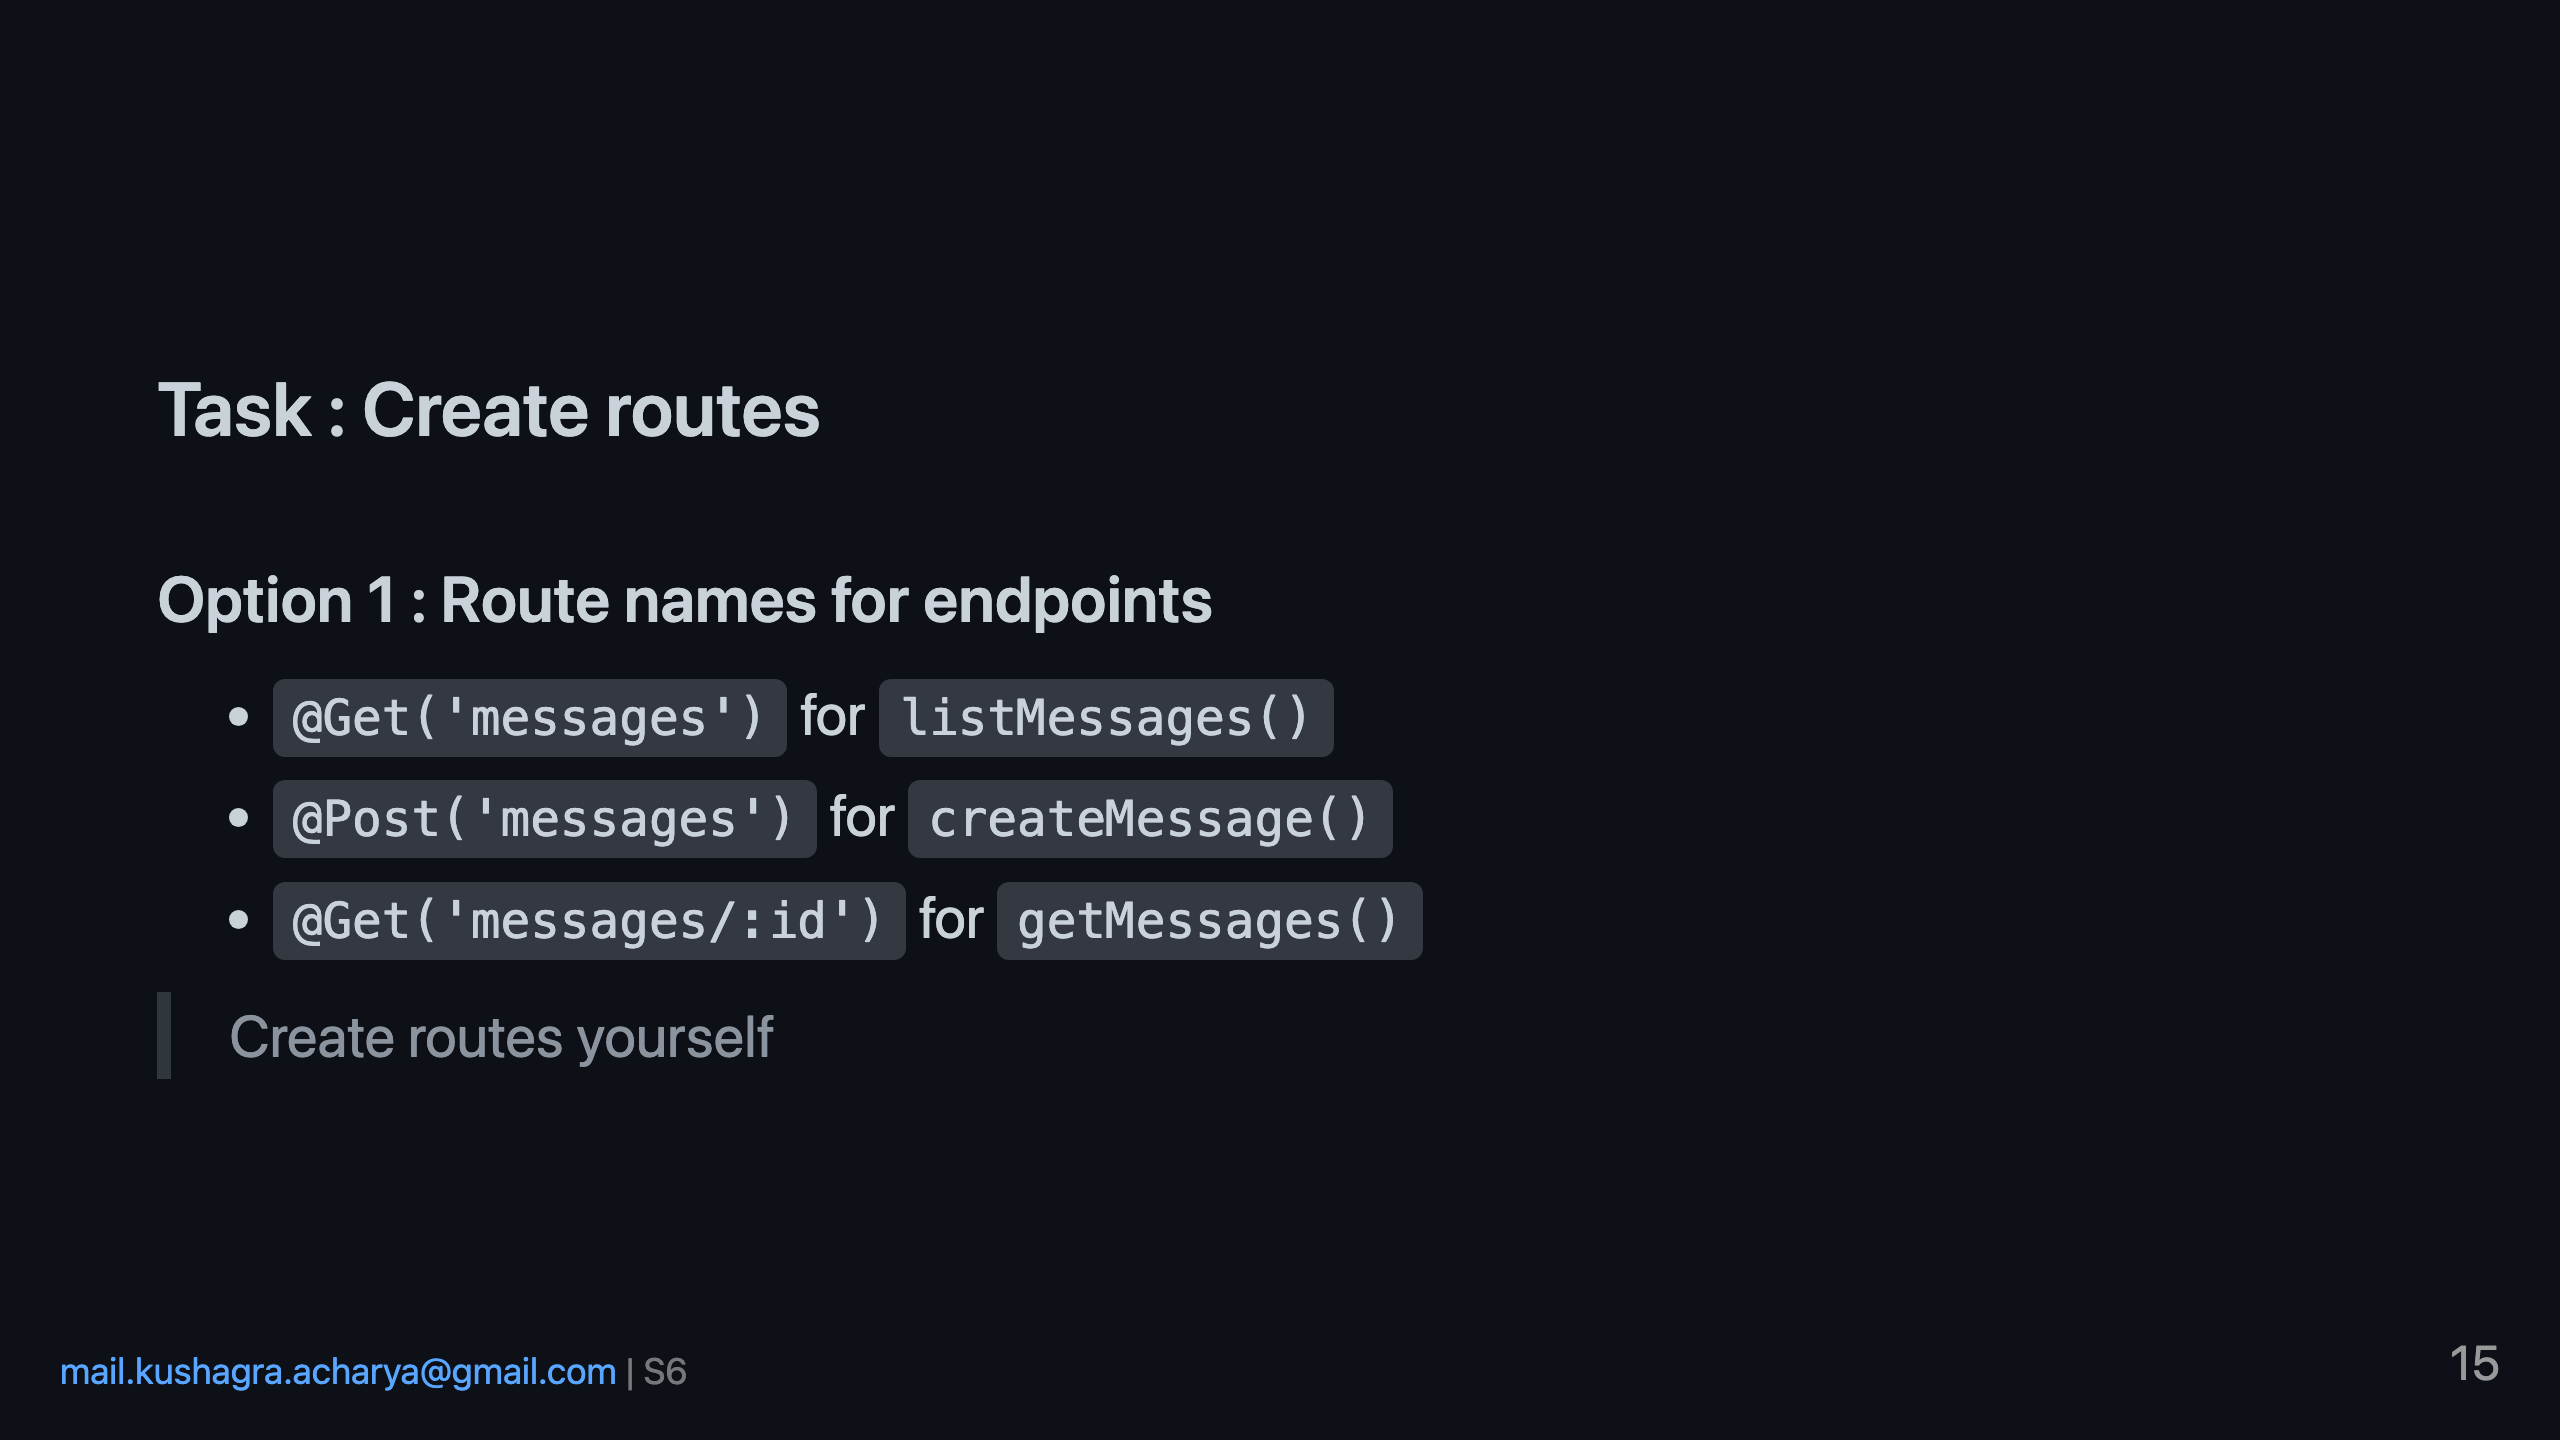 Task : Create routes
Option 1 : Route names for endpoints
• @Get('messages') for listMessages()
• @Post('messages') for createMessage()
• @Get('messages/:id') for getMessages()
Create routes yourself
mail.kushagra.acharya@gmail.com | S6
15